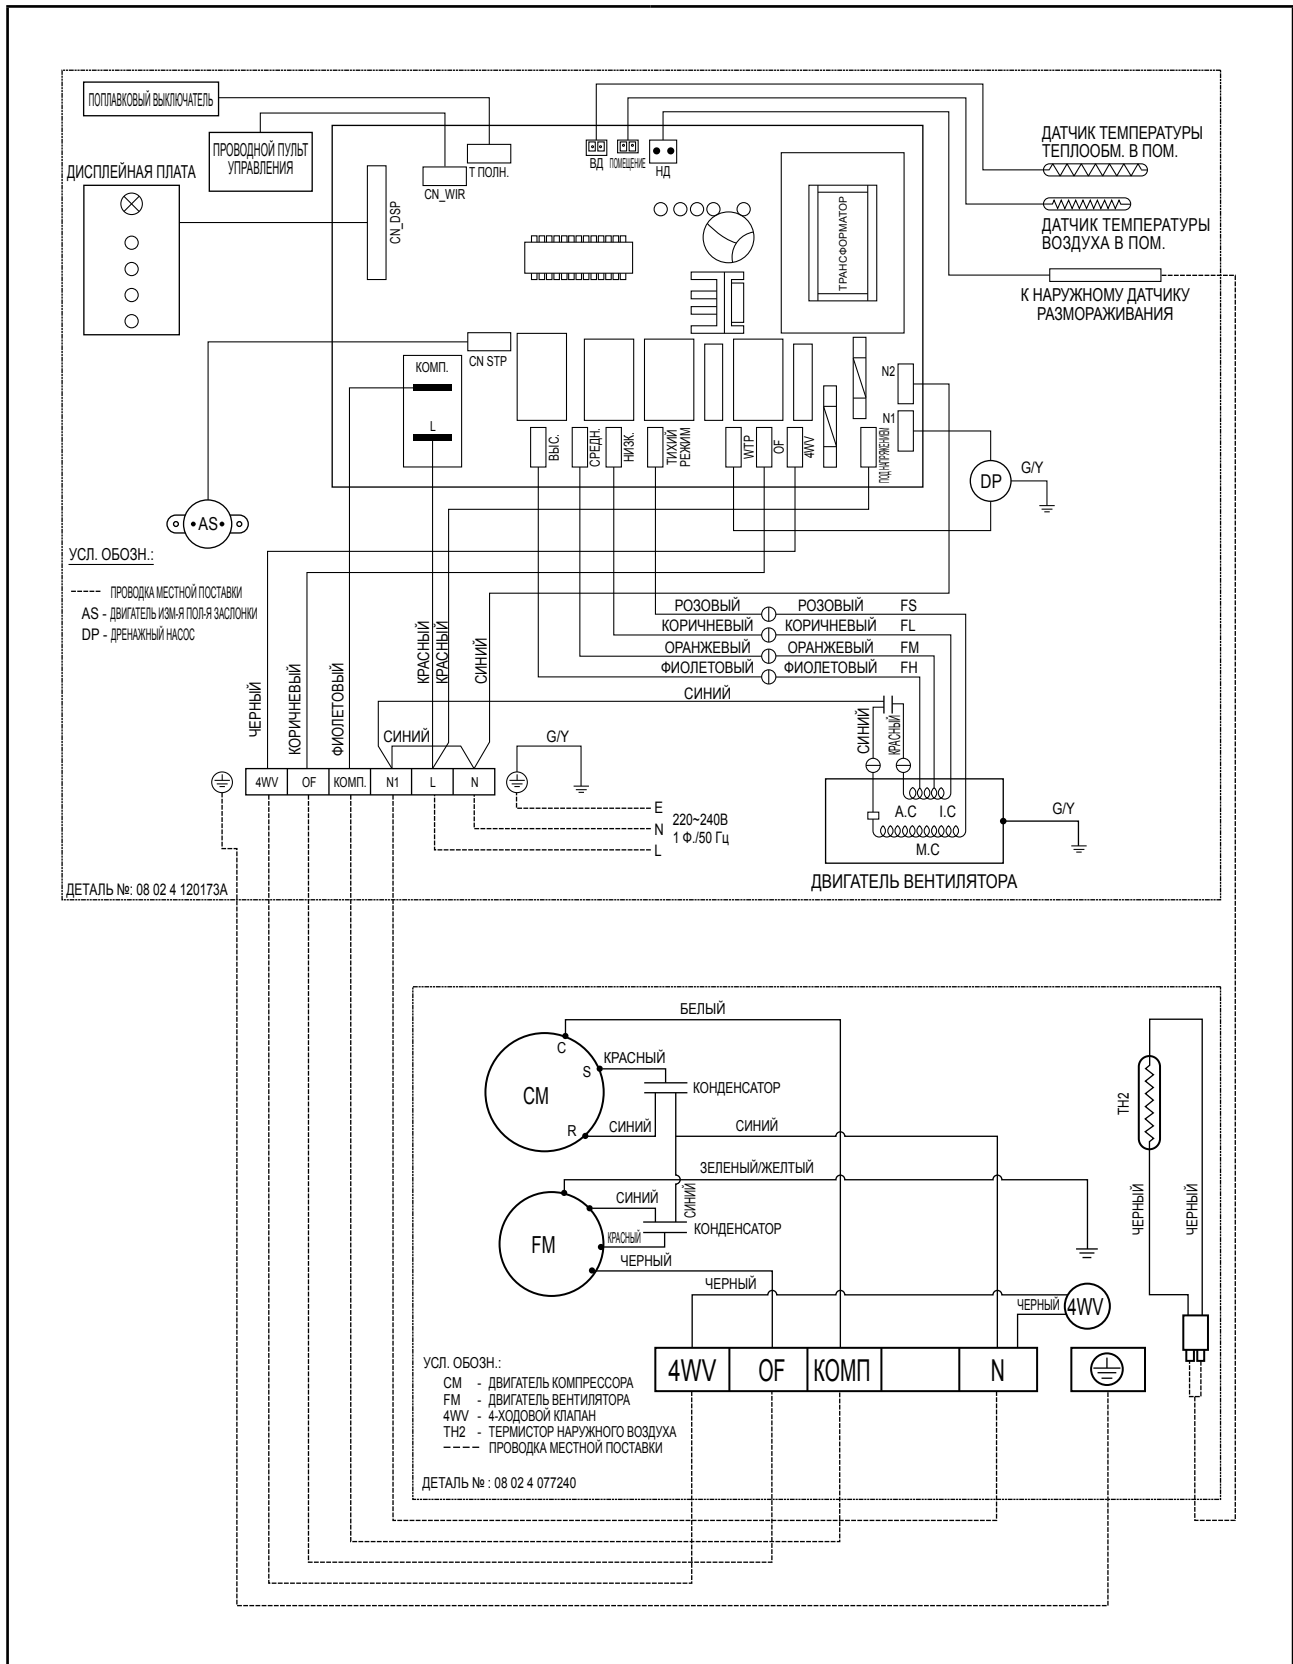 ПОПЛАВКОВЫЙ ВЫКЛЮЧАТЕЛЬ
ПРОВОДНОЙ ПУЛЬТ
УПРАВЛЕНИЯ
ДИСПЛЕЙНАЯ ПЛАТА
CN_DSP
CN_WIR
Т ПОЛН.
ВД
ПОМЕЩЕНИЕ
НД
ТРАНСФОРМАТОР
ДАТЧИК ТЕМПЕРАТУРЫ
ТЕПЛООБМ. В ПОМ.
ДАТЧИК ТЕМПЕРАТУРЫ
ВОЗДУХА В ПОМ.
К НАРУЖНОМУ ДАТЧИКУ
РАЗМОРАЖИВАНИЯ
CN STP
КОМП.
L
ВЫС.
СРЕДН.
НИЗК.
ТИХИЙ
РЕЖИМ
WTP
OF
4WV
ПОД НАПРЯЖЕНИЕМ
N2
N1
DP
G/Y
AS
УСЛ. ОБОЗН.:
----- ПРОВОДКА МЕСТНОЙ ПОСТАВКИ
AS - ДВИГАТЕЛЬ ИЗМ-Я ПОЛ-Я ЗАСЛОНКИ
DP - ДРЕНАЖНЫЙ НАСОС
РОЗОВЫЙ РОЗОВЫЙ FS
КОРИЧНЕВЫЙ КОРИЧНЕВЫЙ FL
ОРАНЖЕВЫЙ ОРАНЖЕВЫЙ FM
ФИОЛЕТОВЫЙ ФИОЛЕТОВЫЙ FH
СИНИЙ
ЧЕРНЫЙ
КОРИЧНЕВЫЙ
ФИОЛЕТОВЫЙ
КРАСНЫЙ
КРАСНЫЙ
СИНИЙ
СИНИЙ
G/Y
СИНИЙ
КРАСНЫЙ
4WV OF КОМП. N1 L N
E
N
L
220~240В
1 Ф./50 Гц
A.C I.C
M.C
G/Y
ДВИГАТЕЛЬ ВЕНТИЛЯТОРА
ДЕТАЛЬ №: 08 02 4 120173A
БЕЛЫЙ
C
S
R
CM
КРАСНЫЙ
КОНДЕНСАТОР
СИНИЙ
СИНИЙ
ЗЕЛЕНЫЙ/ЖЕЛТЫЙ
СИНИЙ
СИНИЙ
КОНДЕНСАТОР
КРАСНЫЙ
FM
ЧЕРНЫЙ
ЧЕРНЫЙ
ЧЕРНЫЙ
4WV
TH2
ЧЕРНЫЙ
ЧЕРНЫЙ
4WV OF КОМП N
УСЛ. ОБОЗН.:
CM - ДВИГАТЕЛЬ КОМПРЕССОРА
FM - ДВИГАТЕЛЬ ВЕНТИЛЯТОРА
4WV - 4-ХОДОВОЙ КЛАПАН
TH2 - ТЕРМИСТОР НАРУЖНОГО ВОЗДУХА
---- ПРОВОДКА МЕСТНОЙ ПОСТАВКИ
ДЕТАЛЬ № : 08 02 4 077240